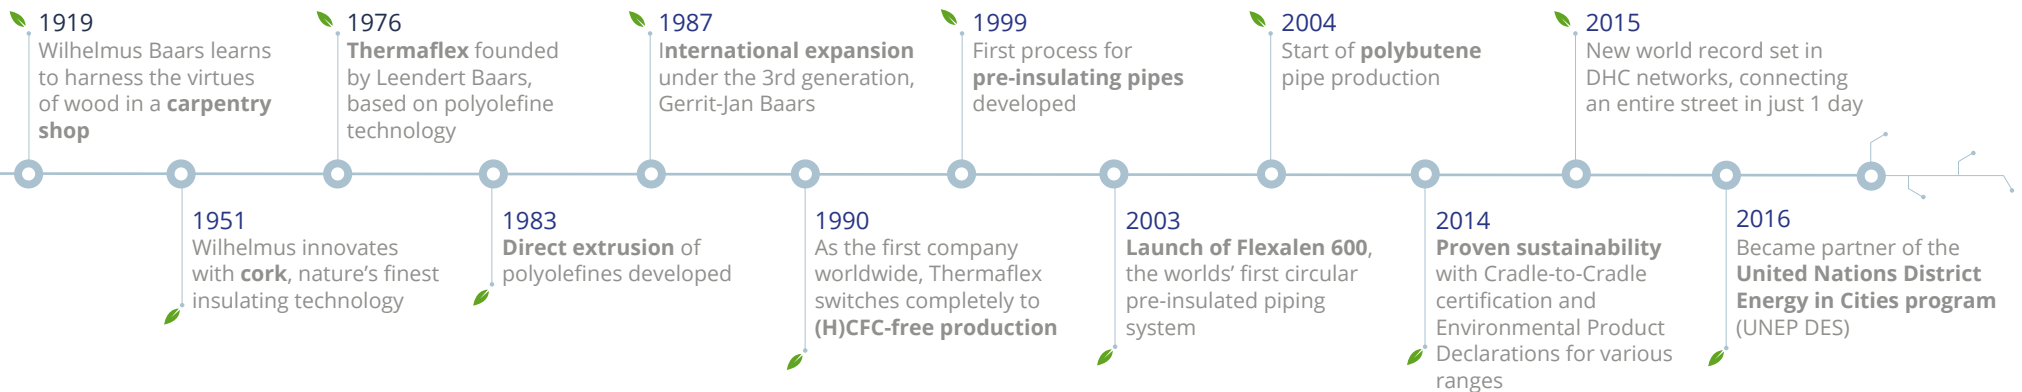 1919
Wilhelmus Baars learns
to harness the virtues
of wood in a carpentry
shop
1951
Wilhelmus innovates
with cork, nature's finest
insulating technology
1976
Thermaflex founded
by Leendert Baars,
based on polyolefine
technology
1983
Direct extrusion of
polyolefines developed
1987
International expansion
under the 3rd generation,
Gerrit-Jan Baars
1990
As the first company
worldwide, Thermaflex
switches completely to
(H)CFC-free production
1999
First process for
pre-insulating pipes
developed
2003
Launch of Flexalen 600,
the worlds' first circular
pre-insulated piping
system
2004
Start of polybutene
pipe production
2014
Proven sustainability
with Cradle-to-Cradle
certification and
Environmental Product
Declarations for various
ranges
2015
New world record set in
DHC networks, connecting
an entire street in just 1 day
2016
Became partner of the
United Nations District
Energy in Cities program
(UNEP DES)